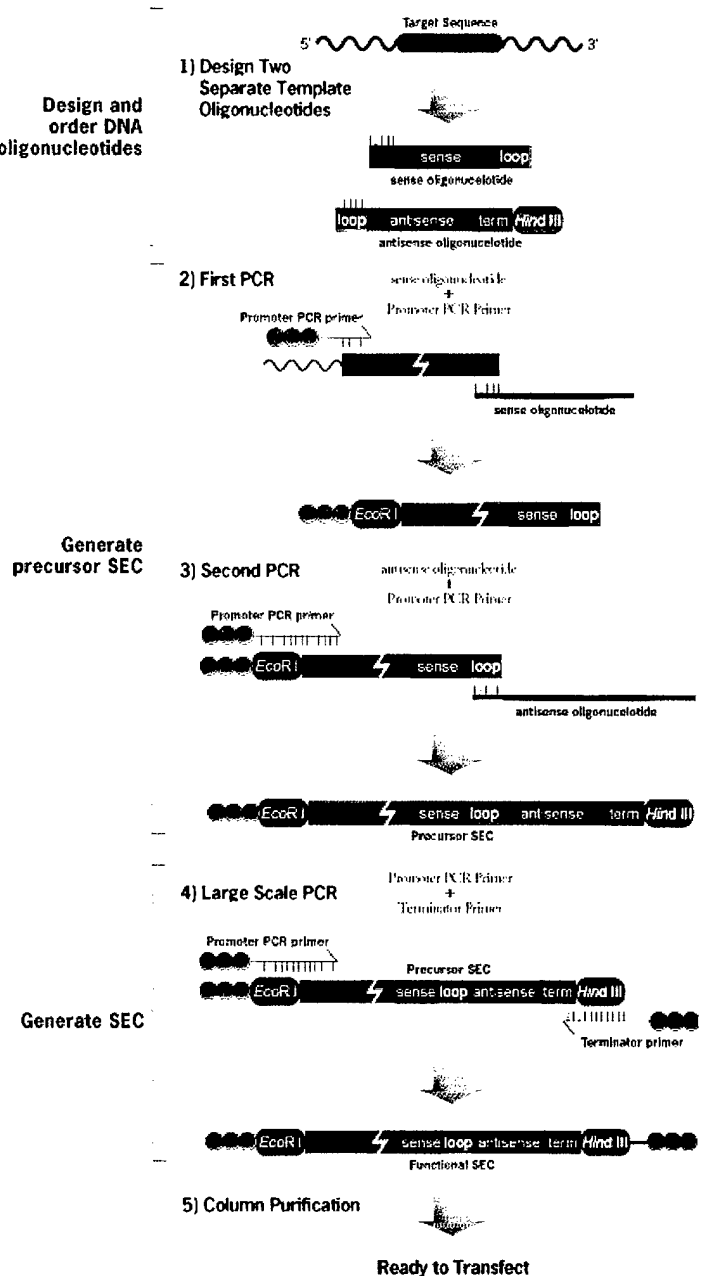 Target Sequence
5' 3'
1) Design Two
Separate Template
Oligonucleotides
Design and
order DNA
oligonucleotides
sense loop
sense oligonucelotide
loop antisense term Hind III
antisense oligonucelotide
2) First PCR
sense oligonucleotide
+
Promoter PCR Primer
Promoter PCR primer
sense oligonucelotide
EcoR I sense loop
Generate
precursor SEC
3) Second PCR
antisense oligonucleotide
+
Promoter PCR Primer
Promoter PCR primer
EcoR I sense loop
antisense oligonucelotide
EcoR I sense loop antisense term Hind III
Precursor SEC
4) Large Scale PCR
Promoter PCR Primer
+
Terminator Primer
Promoter PCR primer
Precursor SEC
EcoR I sense loop antisense term Hind III
Generate SEC
Terminator primer
EcoR I sense loop antisense term Hind III
Functional SEC
5) Column Purification
Ready to Transfect